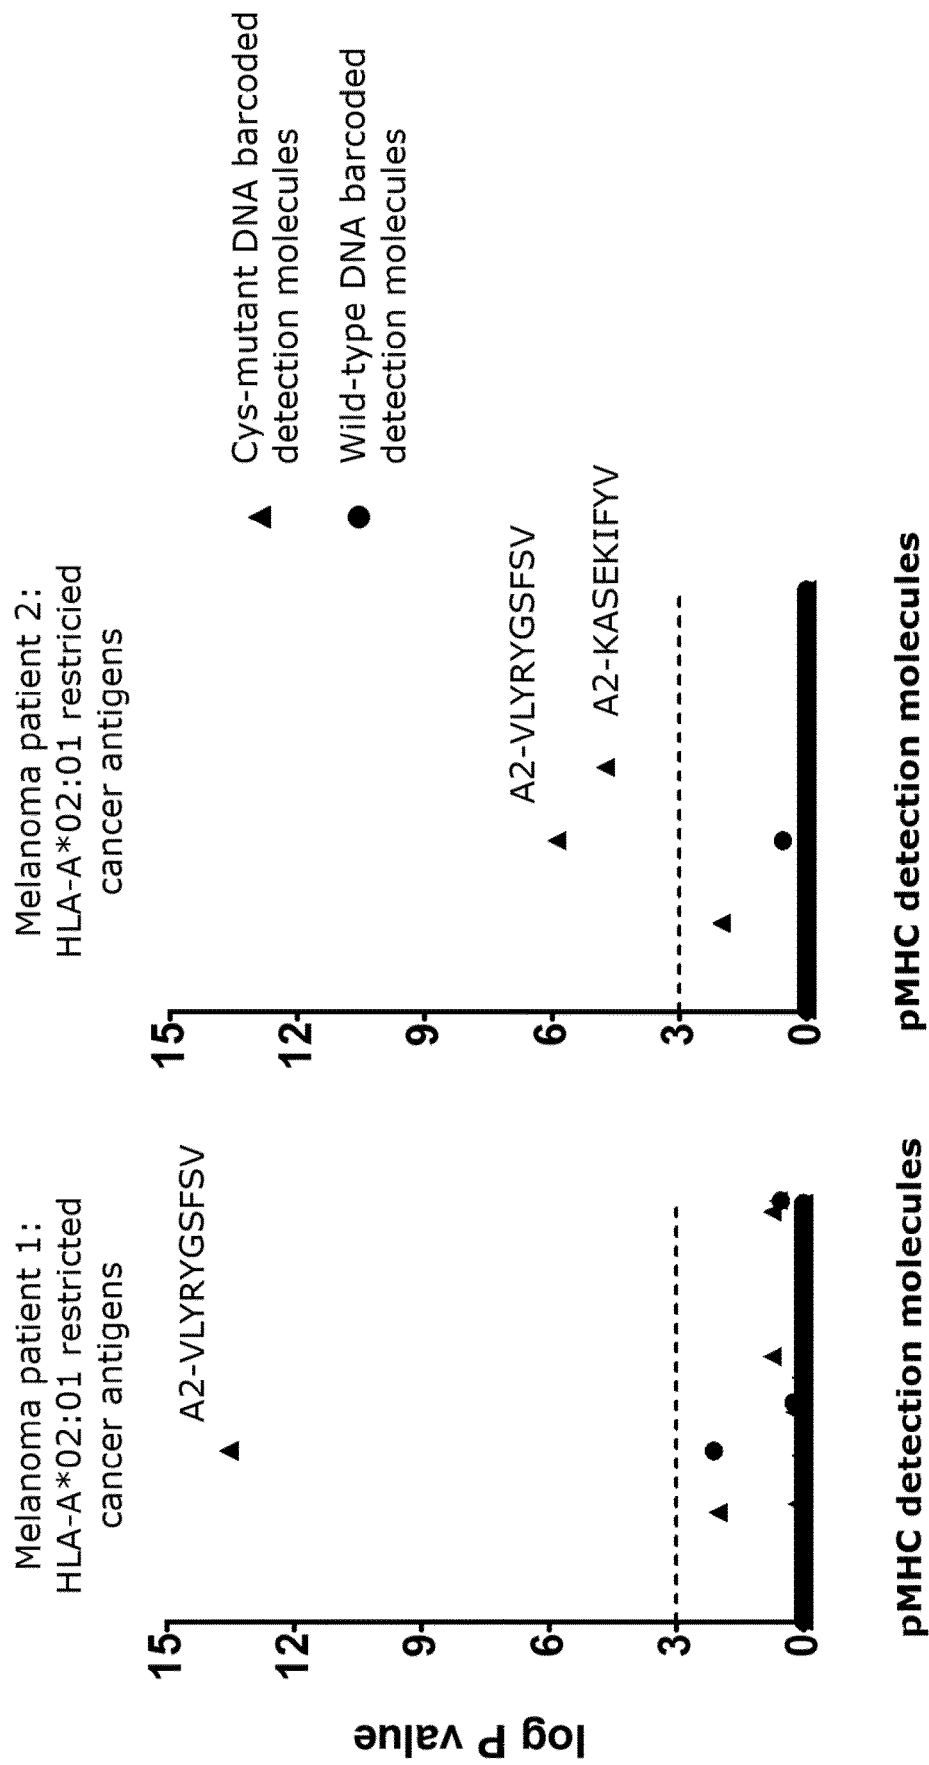 Melanoma patient 1:
HLA-A*02:01 restricted
cancer antigens
A2-VLYRYGSFSV
15
12
9
6
3
0
log P value
pMHC detection molecules
Melanoma patient 2:
HLA-A*02:01 restricied
cancer antigens
Cys-mutant DNA barcoded
detection molecules
Wild-type DNA barcoded
detection molecules
A2-VLYRYGSFSV
A2-KASEKIFYV
15
12
9
6
3
0
pMHC detection molecules